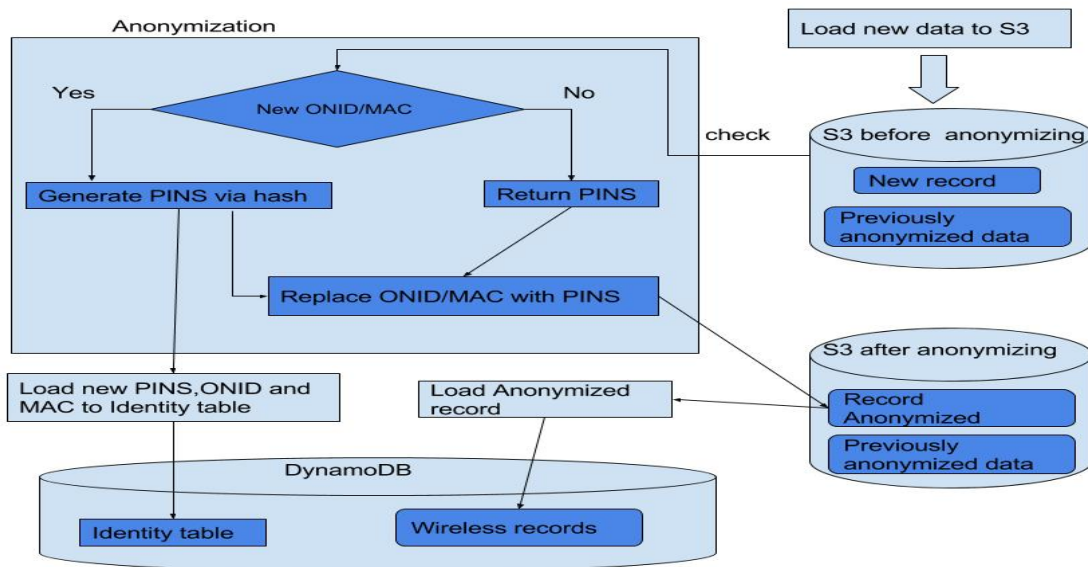 Anonymization
Load new data to S3
Yes
New ONID/MAC
No
check
S3 before anonymizing
New record
Previously
anonymized data
Generate PINS via hash
Return PINS
Replace ONID/MAC with PINS
S3 after anonymizing
Record
Anonymized
Previously
anonymized data
Load new PINS,ONID and
MAC to Identity table
Load Anonymized
record
DynamoDB
Identity table
Wireless records